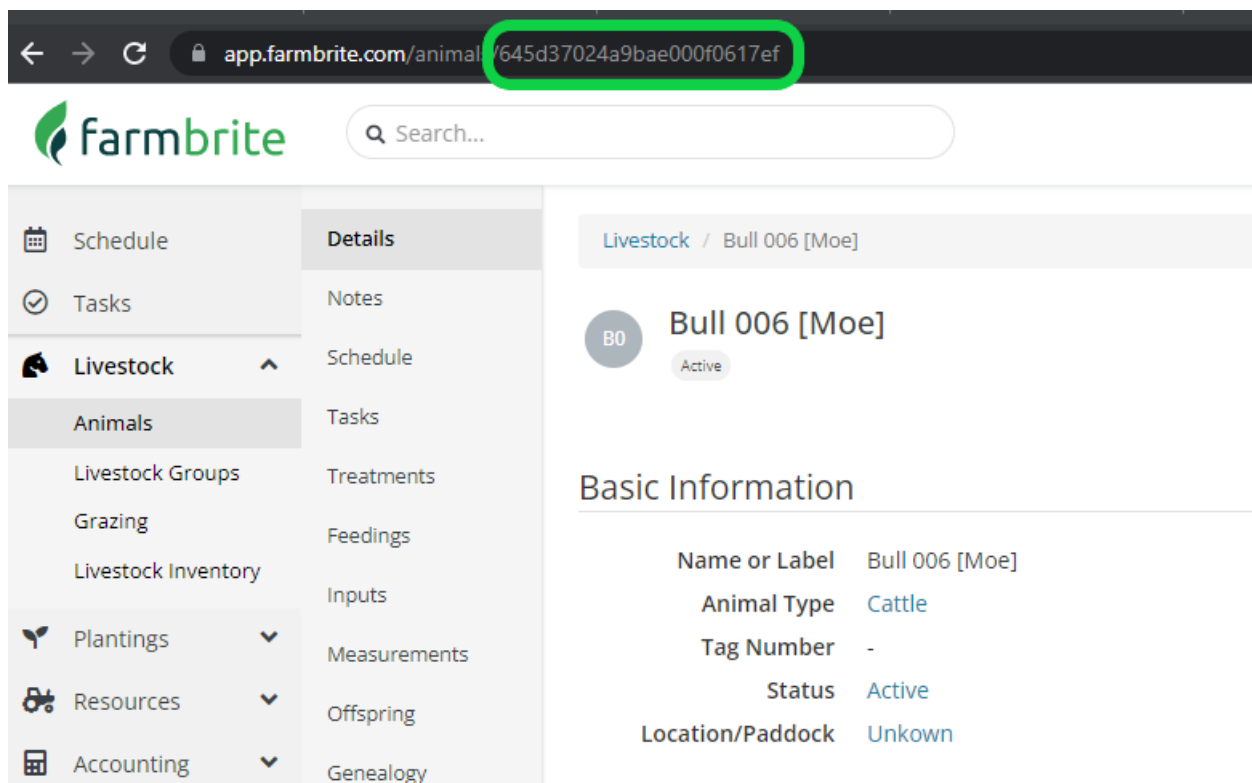 app.farmbrite.com/animals/645d37024a9bae000f0617ef
farmbrite
Search...
Schedule
Tasks
Livestock
Animals
Livestock Groups
Grazing
Livestock Inventory
Plantings
Resources
Accounting
Details
Notes
Schedule
Tasks
Treatments
Feedings
Inputs
Measurements
Offspring
Genealogy
Livestock / Bull 006 [Moe]
B0
Bull 006 [Moe]
Active
Basic Information
Name or Label Bull 006 [Moe]
Animal Type Cattle
Tag Number -
Status Active
Location/Paddock Unkown